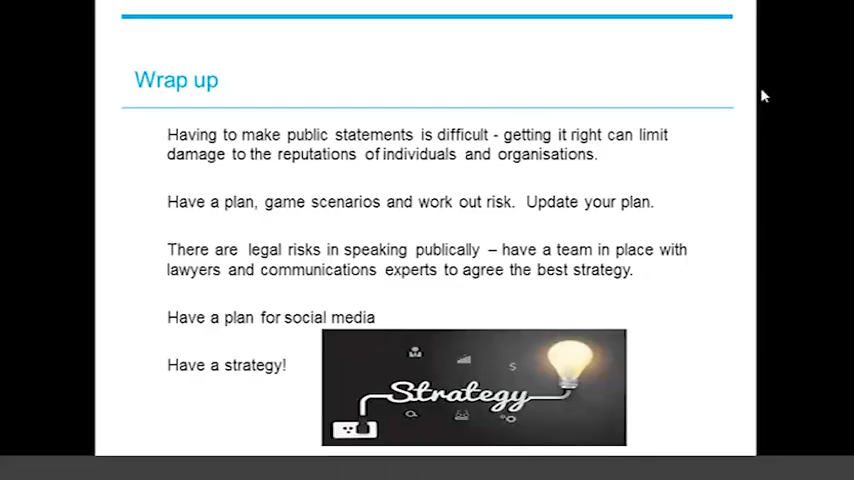 Wrap up
Having to make public statements is difficult - getting it right can limit
damage to the reputations of individuals and organisations.
Have a plan, game scenarios and work out risk. Update your plan.
There are legal risks in speaking publically – have a team in place with
lawyers and communications experts to agree the best strategy.
Have a plan for social media
Have a strategy!
$
Strategy